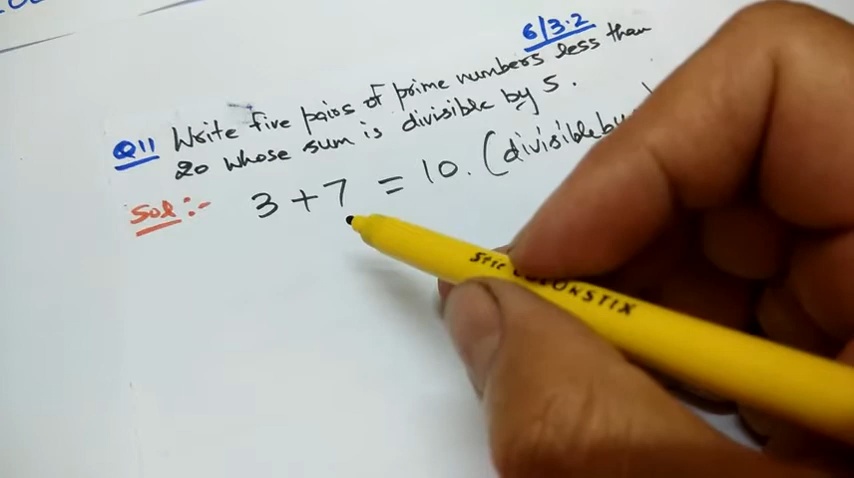 6/3.2
Q11 Write five pairs of prime numbers less than
20 whose sum is divisible by 5.
Sol:- 3 + 7 = 10. (divisible by